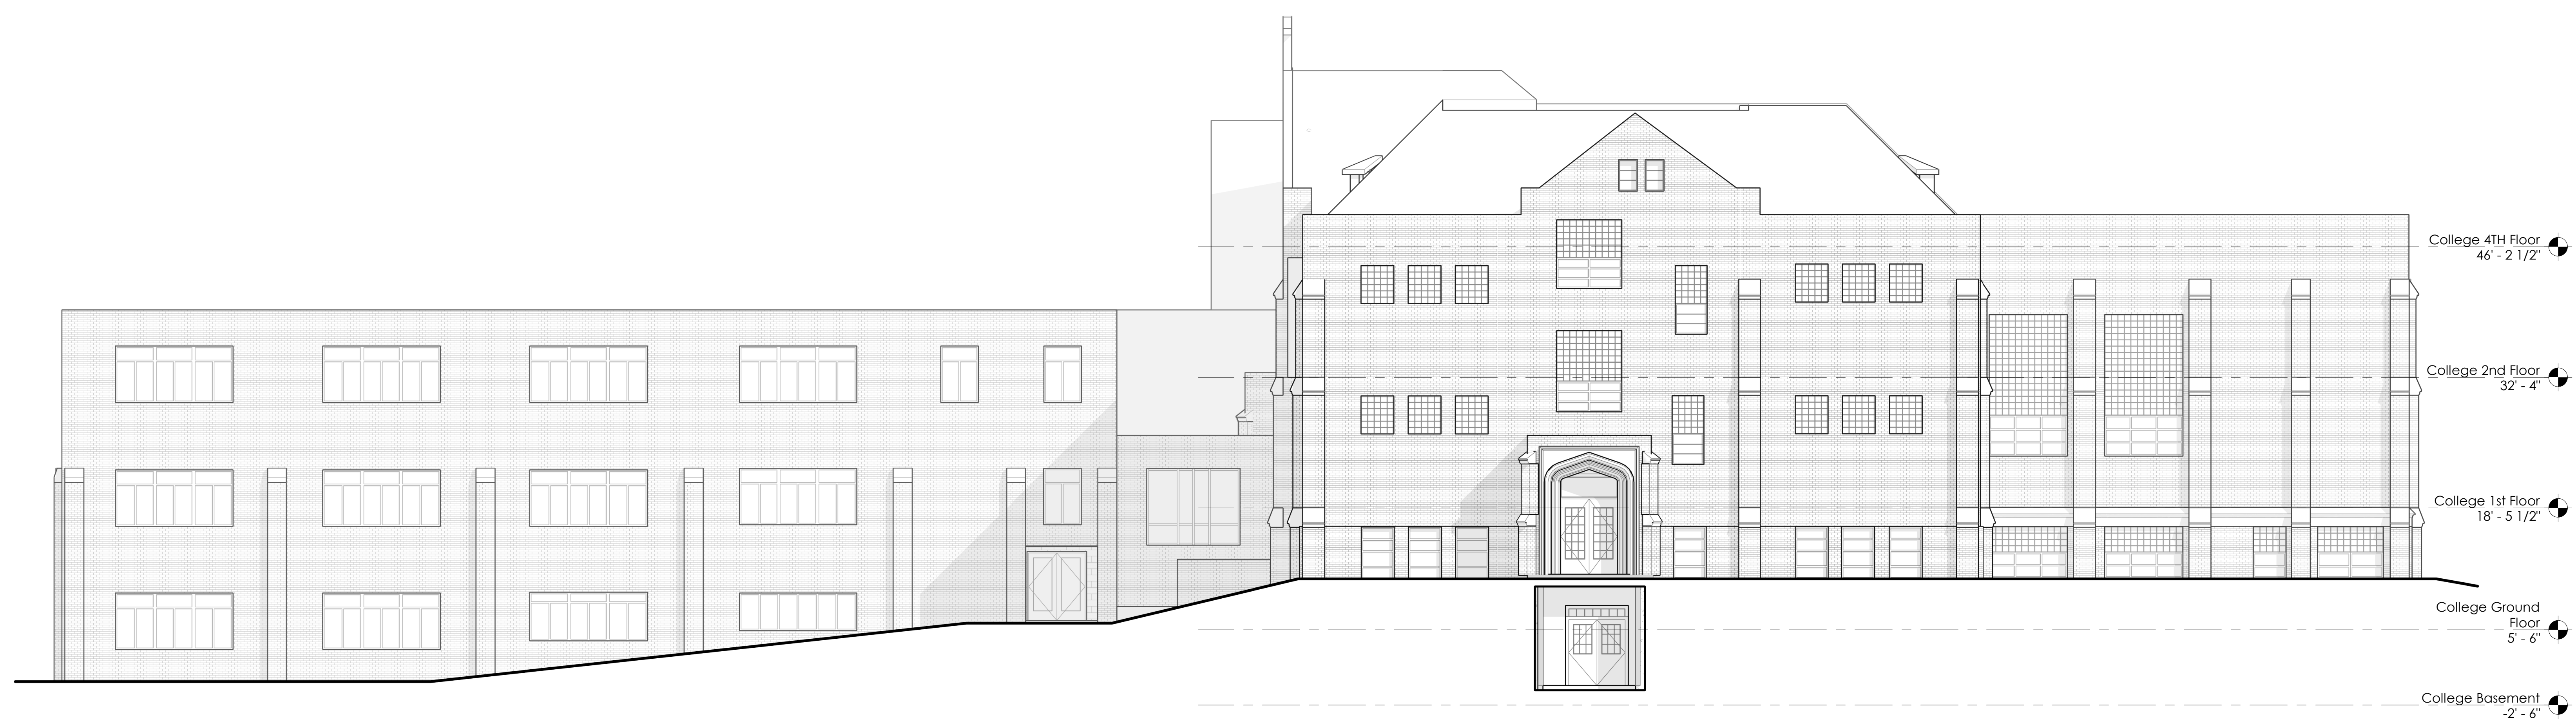 College 4TH Floor
46' - 2 1/2"
College 2nd Floor
32' - 4"
College 1st Floor
18' - 5 1/2"
College Ground
Floor
5' - 6"
College Basement
-2' - 6"